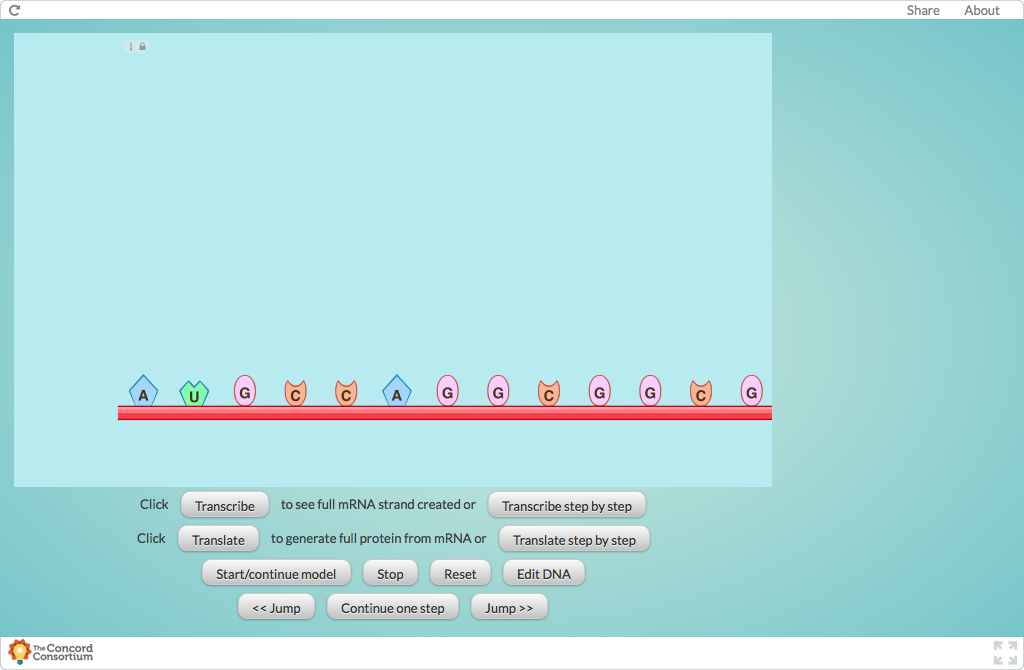 Share About
A U G C C A G G C G G C G
Click Transcribe to see full mRNA strand created or Transcribe step by step
Click Translate to generate full protein from mRNA or Translate step by step
Start/continue model Stop Reset Edit DNA
<< Jump Continue one step Jump >>
The Concord
Consortium